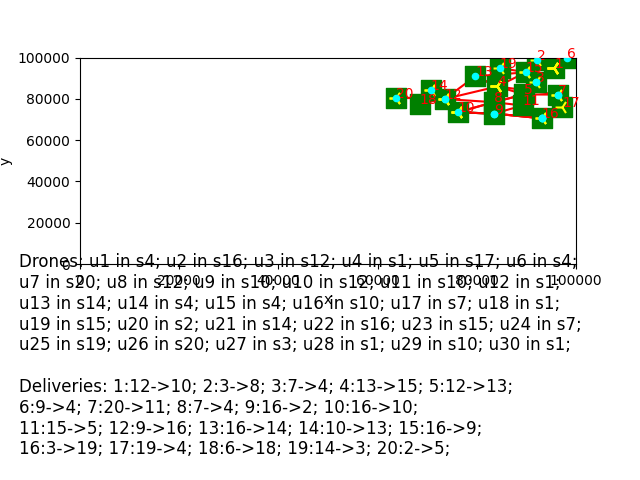 100000
80000
60000
40000
20000
0
y
2
6
20
17
11
16
0 20000 40000 60000 80000 100000
x
Drones: u1 in s4; u2 in s16; u3 in s12; u4 in s1; u5 in s17; u6 in s4;
u7 in s20; u8 in s12; u9 in s10; u10 in s12; u11 in s10; u12 in s1;
u13 in s14; u14 in s4; u15 in s4; u16 in s10; u17 in s7; u18 in s1;
u19 in s15; u20 in s2; u21 in s14; u22 in s16; u23 in s15; u24 in s7;
u25 in s19; u26 in s20; u27 in s3; u28 in s1; u29 in s10; u30 in s1;
Deliveries: 1:12->10; 2:3->8; 3:7->4; 4:13->15; 5:12->13;
6:9->4; 7:20->11; 8:7->4; 9:16->2; 10:16->10;
11:15->5; 12:9->16; 13:16->14; 14:10->13; 15:16->9;
16:3->19; 17:19->4; 18:6->18; 19:14->3; 20:2->5;